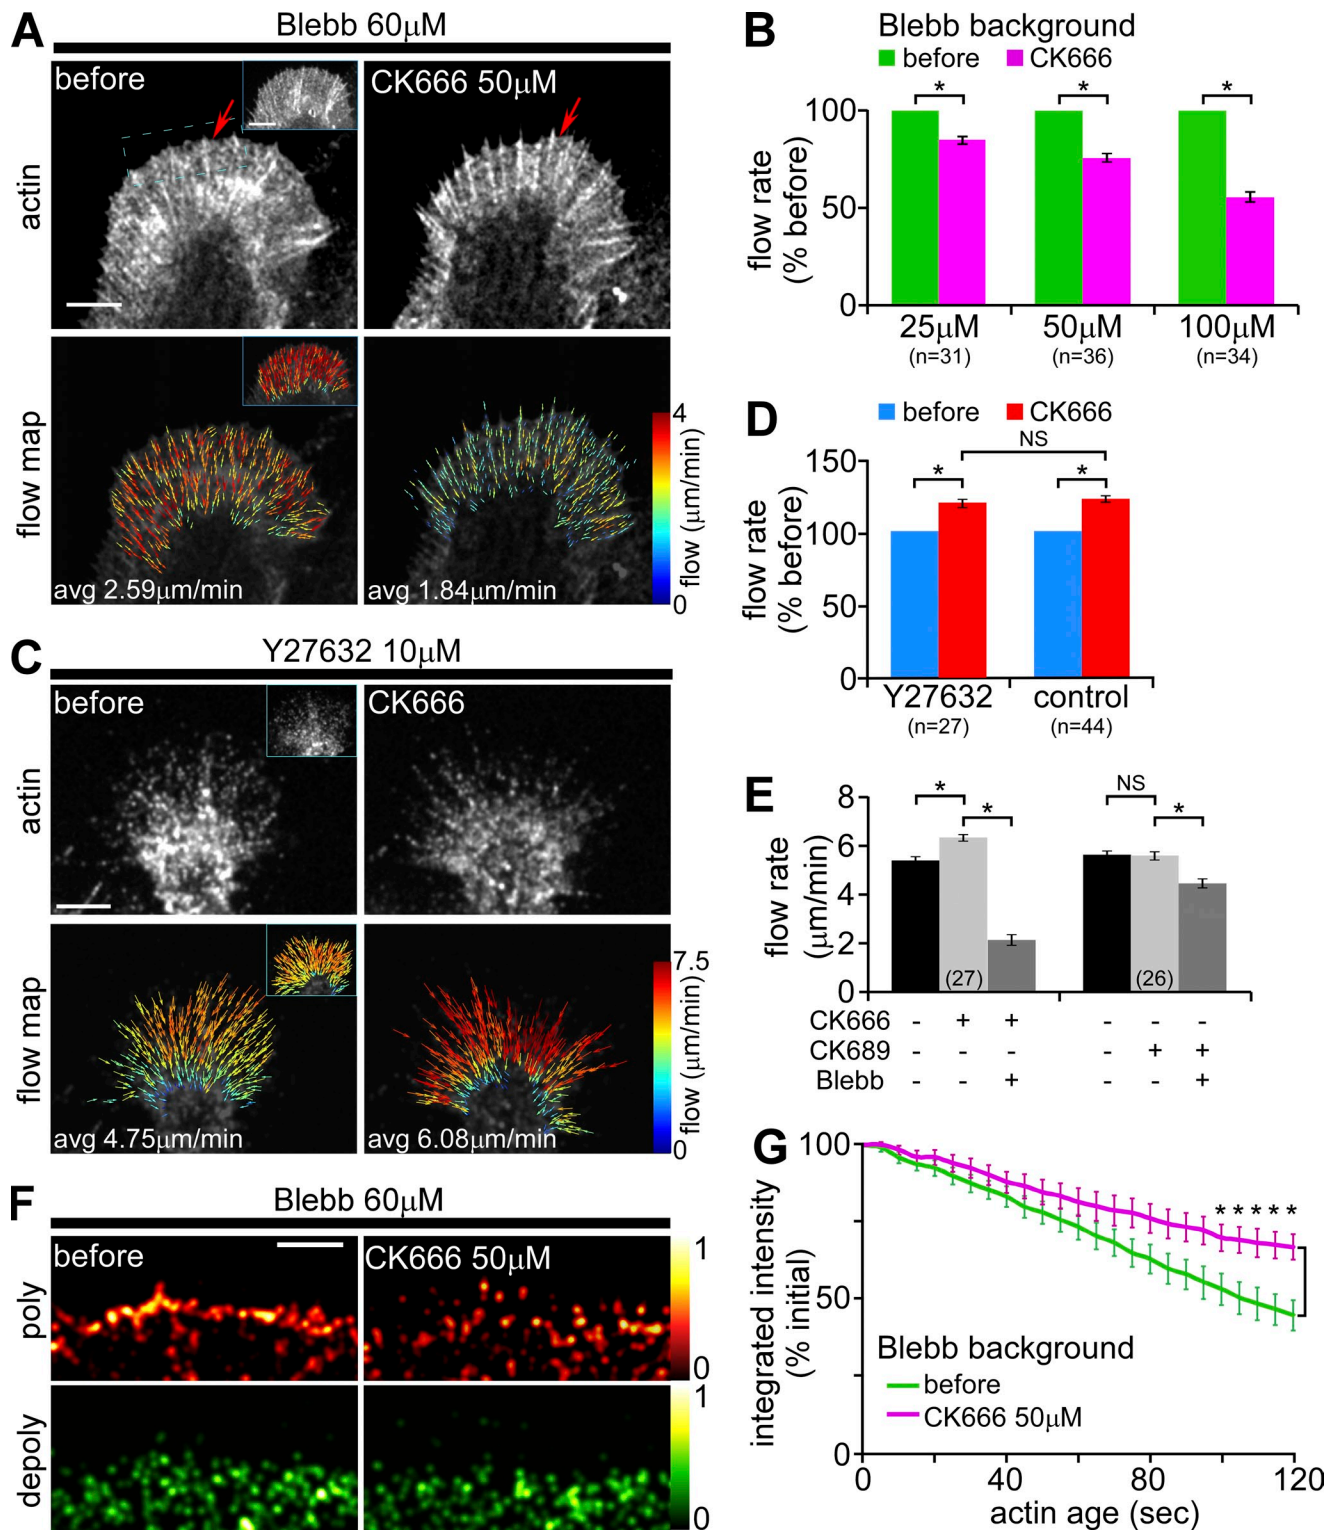 A
Blebb 60μM
before
CK666 50μM
actin
flow map
avg 2.59μm/min
avg 1.84μm/min
4
flow (μm/min)
0
B
Blebb background
before
CK666
*
*
*
100
50
0
flow rate
(% before)
25μM
50μM
100μM
(n=31)
(n=36)
(n=34)
C
Y27632 10μM
before
CK666
actin
flow map
avg 4.75μm/min
avg 6.08μm/min
7.5
flow (μm/min)
0
D
before
CK666
NS
*
*
150
100
50
0
flow rate
(% before)
Y27632
control
(n=27)
(n=44)
E
*
*
NS
*
8
6
4
2
0
flow rate
(μm/min)
(27)
(26)
CK666 - + + - - -
CK689 - - - - + +
Blebb - - + - - +
F
Blebb 60μM
before
CK666 50μM
poly
depoly
1
0
1
0
G
100
50
0
integrated intensity
(% initial)
* * * * *
Blebb background
before
CK666 50μM
0
40
80
120
actin age (sec)